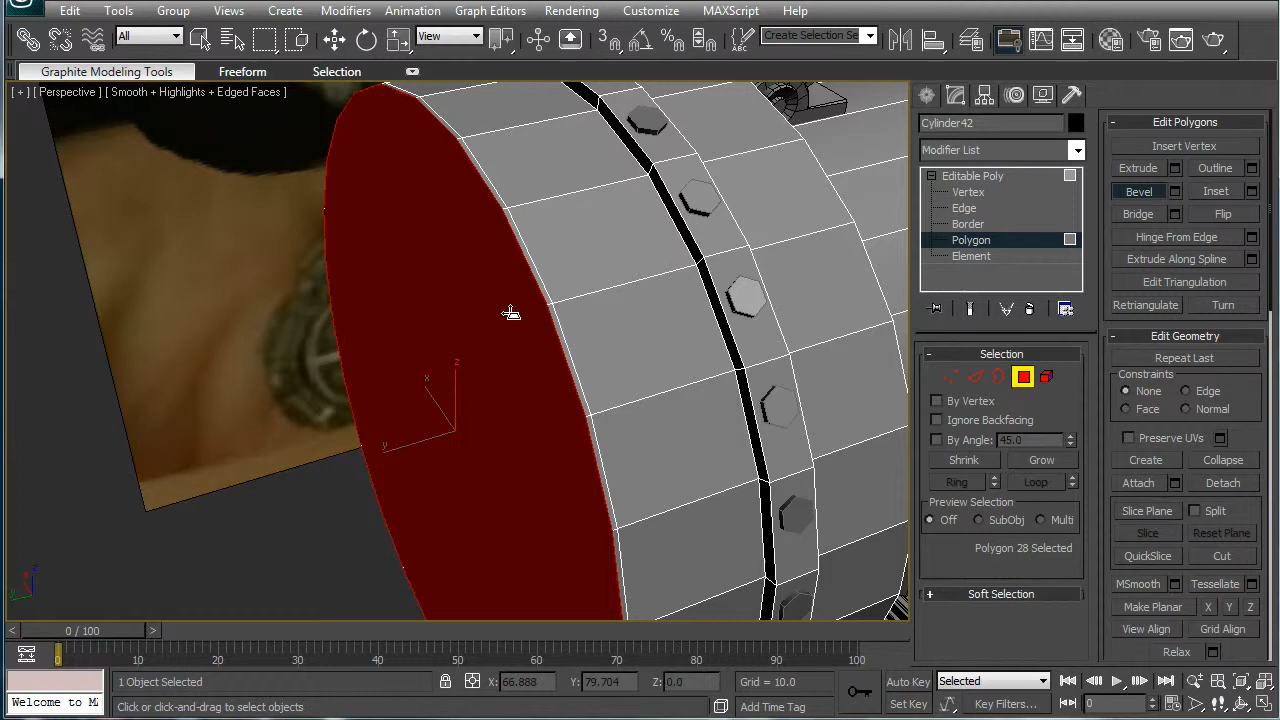 Edit Tools Group Views Create Modifiers Animation Graph Editors Rendering Customize MAXScript Help
All View 3 Create Selection Se
Graphite Modeling Tools Freeform Selection
[ + ] [ Perspective ] [ Smooth + Highlights + Edged Faces ]
Cylinder42
Modifier List
Editable Poly
Vertex
Edge
Border
Polygon
Element
Selection
By Vertex
Ignore Backfacing
By Angle: 45.0
Shrink Grow
Ring Loop
Preview Selection
Off SubObj Multi
Polygon 28 Selected
Soft Selection
Edit Polygons
Insert Vertex
Extrude Outline
Bevel Inset
Bridge Flip
Hinge From Edge
Extrude Along Spline
Edit Triangulation
Retriangulate Turn
Edit Geometry
Repeat Last
Constraints
None Edge
Face Normal
Preserve UVs
Create Collapse
Attach Detach
Slice Plane Split
Slice Reset Plane
QuickSlice Cut
MSmooth Tessellate
Make Planar X Y Z
View Align Grid Align
Relax
z
x
y
< 0 / 100 >
0 10 20 30 40 50 60 70 80 90 100
1 Object Selected X: 66.888 Y: 79.704 Z: 0.0 Grid = 10.0 Auto Key Selected
Welcome to M Click or click-and-drag to select objects Add Time Tag Set Key Key Filters... 0